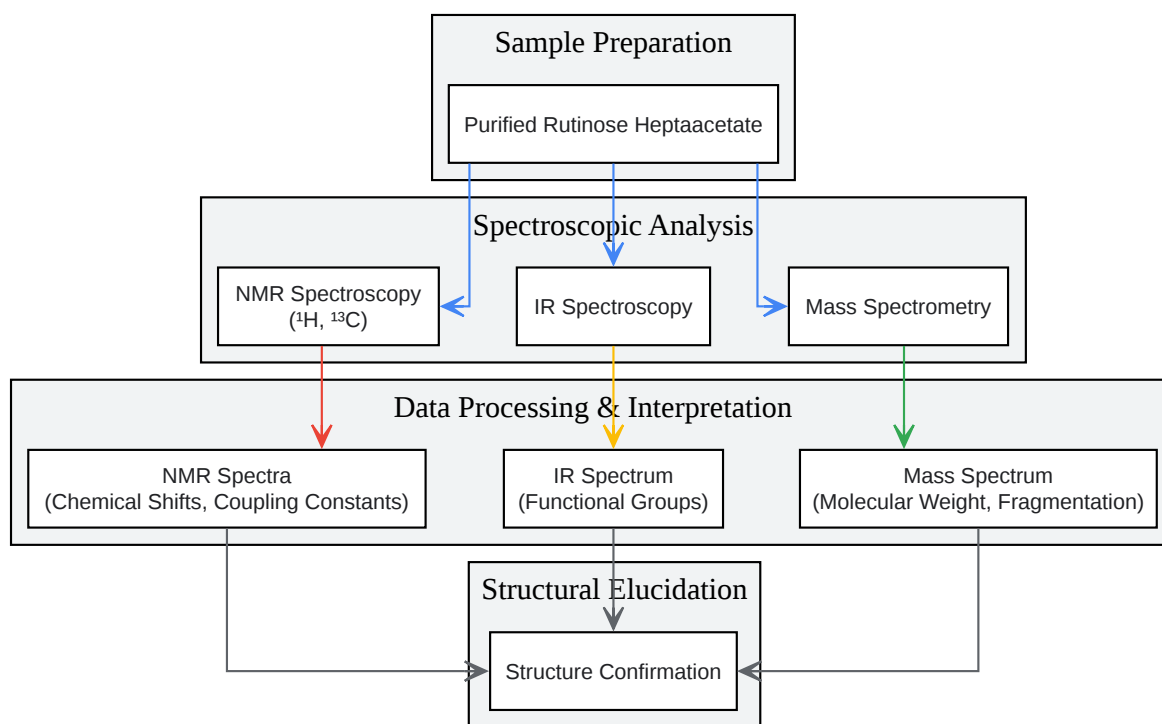 Sample Preparation
Purified Rutinose Heptaacetate
Spectroscopic Analysis
NMR Spectroscopy
(¹H, ¹³C)
IR Spectroscopy
Mass Spectrometry
Data Processing & Interpretation
NMR Spectra
(Chemical Shifts, Coupling Constants)
IR Spectrum
(Functional Groups)
Mass Spectrum
(Molecular Weight, Fragmentation)
Structural Elucidation
Structure Confirmation